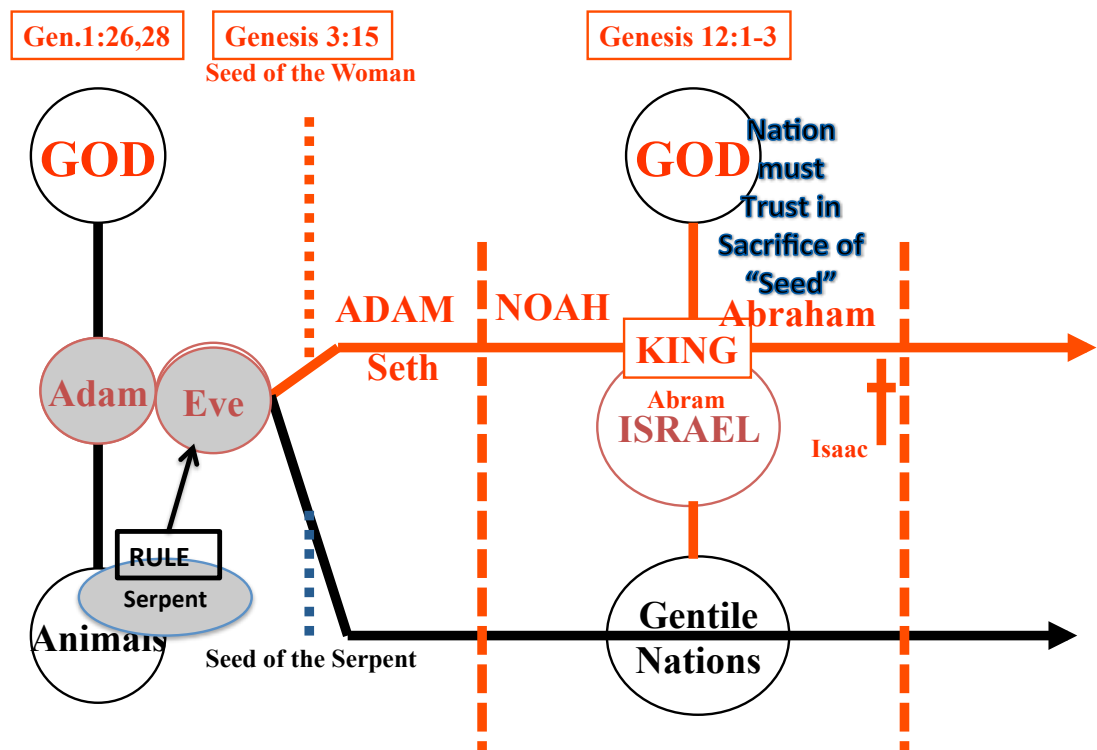 Gen.1:26,28
Genesis 3:15
Genesis 12:1-3
Seed of the Woman
GOD
GOD
Nation
must
Trust in
Sacrifice of
“Seed”
ADAM
NOAH
Abraham
KING
Seth
Adam
Eve
Abram
ISRAEL
Isaac
RULE
Serpent
Animals
Gentile
Nations
Seed of the Serpent